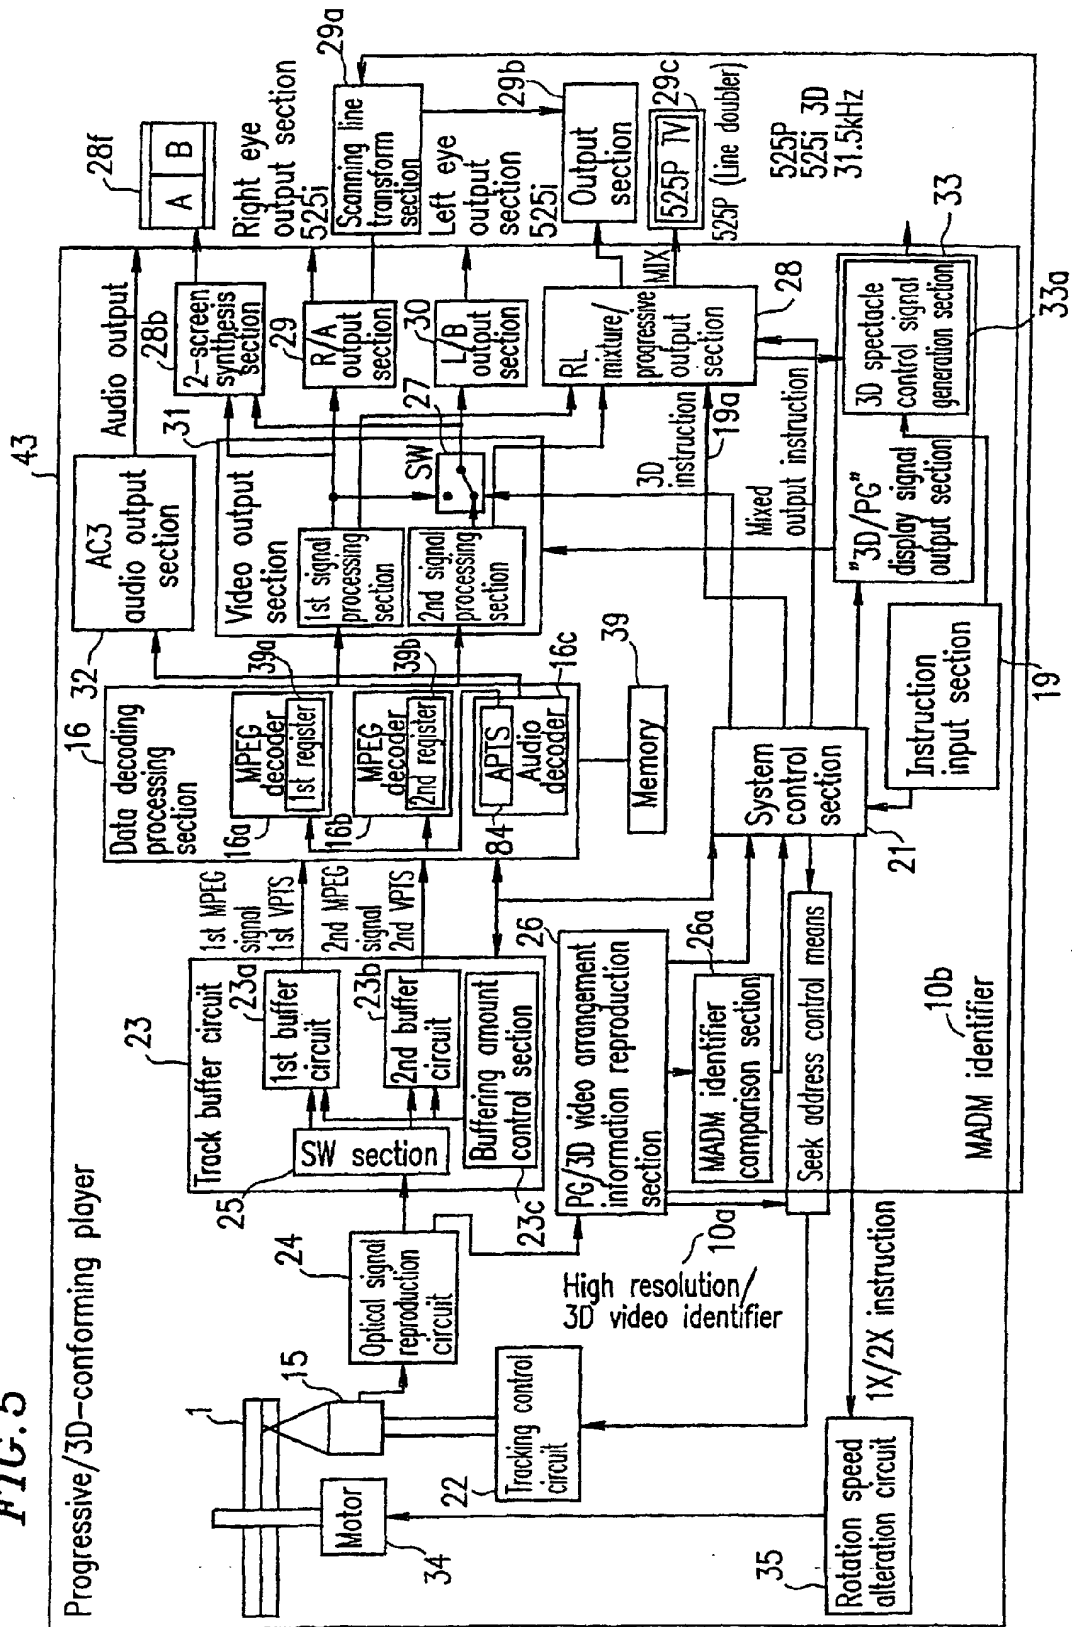 FIG. 5
Progressive/3D-conforming player
43
1
Motor
34
15
24
Optical signal
reproduction
circuit
22
Tracking control
circuit
35
Rotation speed
alteration circuit
1X/2X instruction
High resolution/
3D video identifier
10a
23
Track buffer circuit
23a
1st buffer
circuit
23b
2nd buffer
circuit
25
SW section
Buffering amount
control section
23c
1st MPEG
signal
1st VPTS
2nd MPEG
signal
2nd VPTS
26
PG/3D video arrangement
information reproduction
section
26a
MADM identifier
comparison section
Seek address control means
10b
MADM identifier
16
Data decoding
processing
section
MPEG
decoder
1st register
39a
16a
MPEG
decoder
2nd register
39b
16b
APTS
84
Audio
decoder
16c
Memory
39
System
control
section
21
Instruction
input section
19
32
AC3
audio output
section
Audio output
31
Video output
section
1st signal
processing
section
2nd signal
processing
section
SW
27
28b
2-screen
synthesis
section
28f
A
B
29
R/A
output
section
30
L/B
output
section
Right eye
output section
525i
29a
Scanning line
transform
section
Left eye
output
section
525i
29b
Output
section
29c
525P TV
525P (Line doubler)
525P
525i 3D
31.5kHz
RL
mixture/
progressive
output
section
MIX
28
3D
instruction
19a
Mixed
output instruction
"3D/PG"
display signal
output section
3D spectacle
control signal
generation section
33
33a